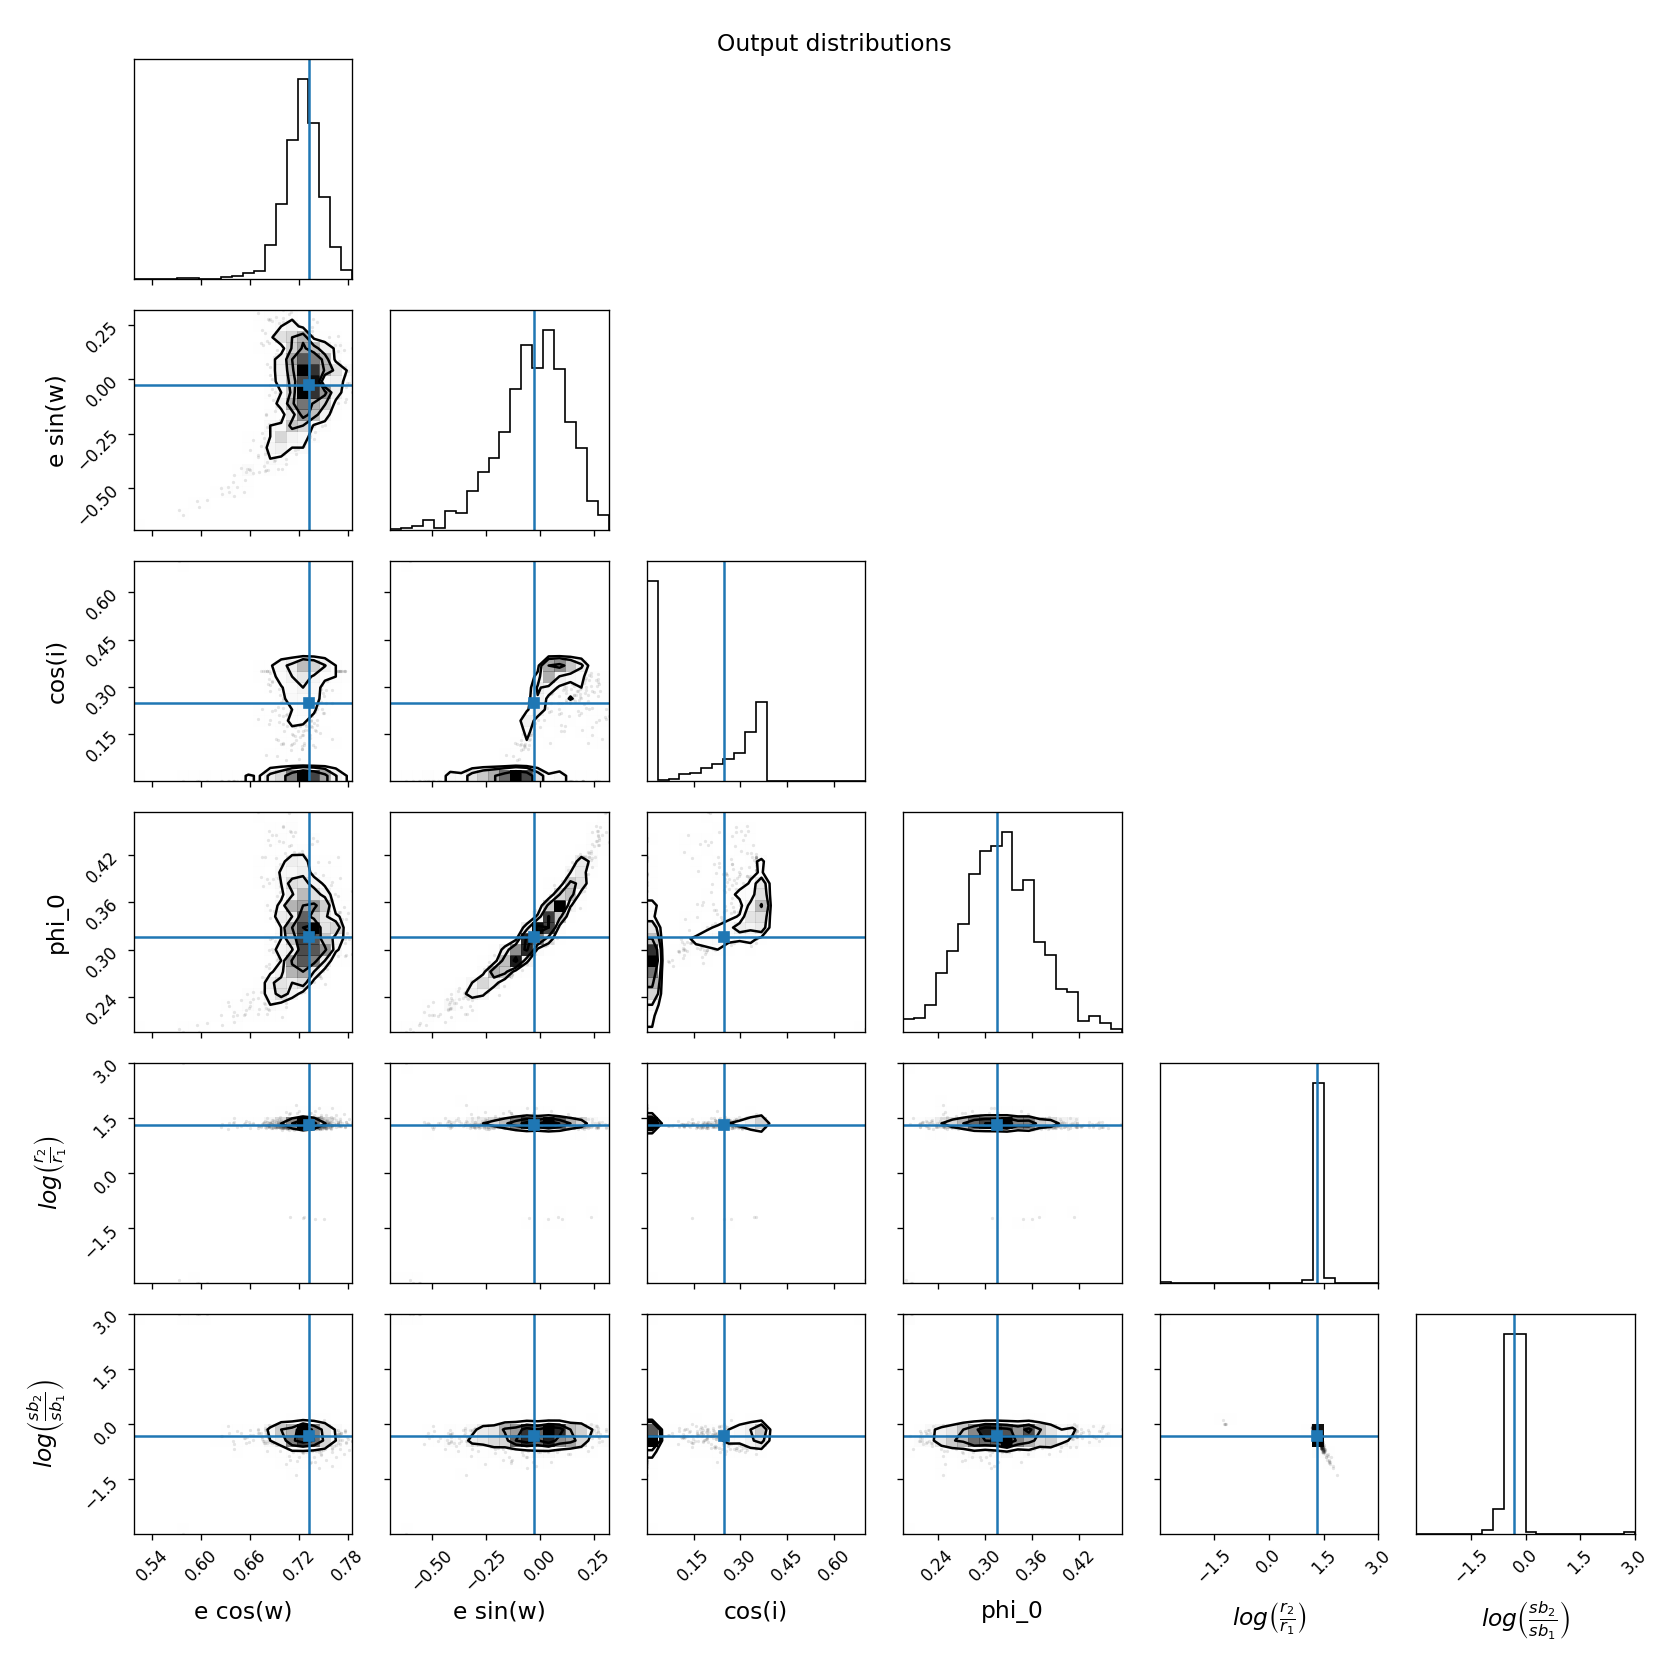 Output distributions
0.25
0.00
−0.25
−0.50
e sin(w)
0.60
0.45
0.30
0.15
cos(i)
0.42
0.36
0.30
0.24
phi_0
3.0
1.5
0.0
−1.5
log(r₂/r₁)
3.0
1.5
0.0
−1.5
log(sb₂/sb₁)
0.54 0.60 0.66 0.72 0.78 −0.50 −0.25 0.00 0.25 0.15 0.30 0.45 0.60 0.24 0.30 0.36 0.42 −1.5 0.0 1.5 3.0 −1.5 0.0 1.5 3.0
e cos(w) e sin(w) cos(i) phi_0 log(r₂/r₁) log(sb₂/sb₁)